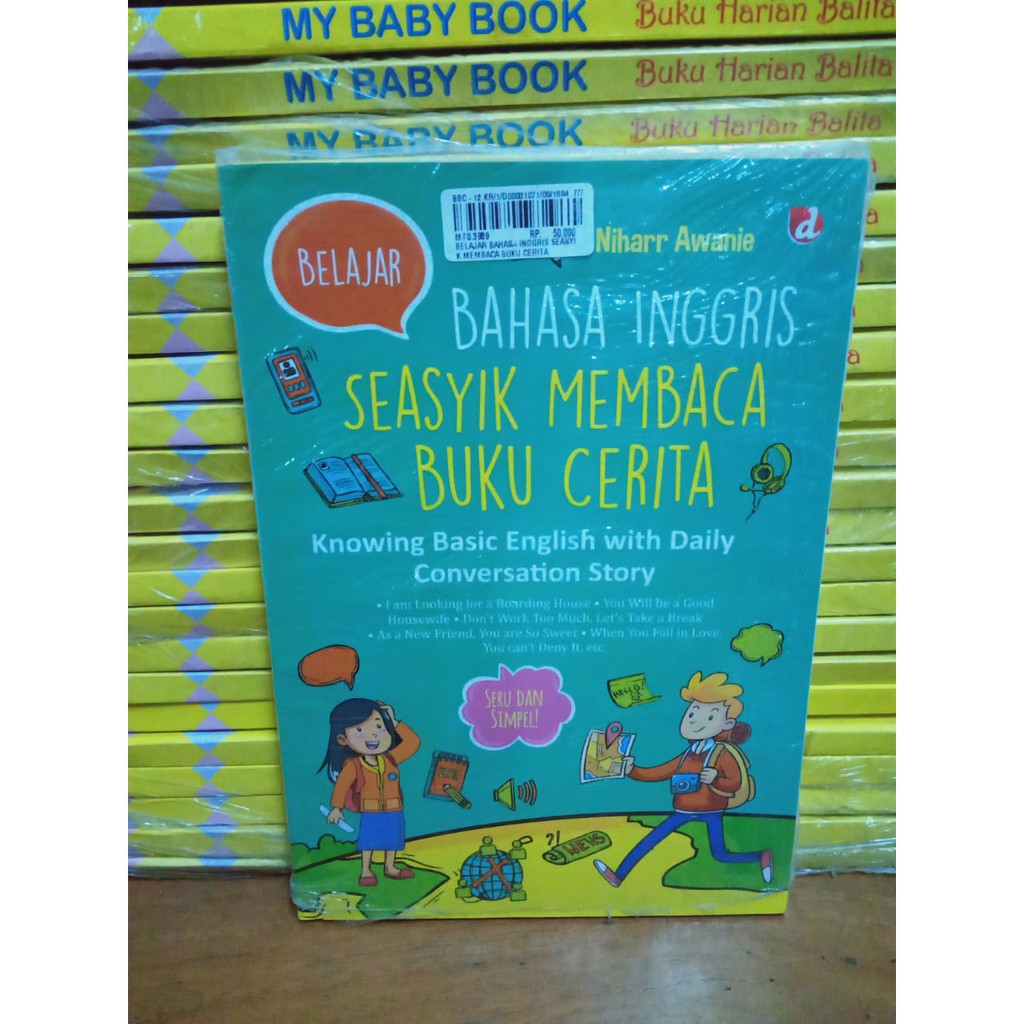 MY BABY BOOK Buku Harian Balita
MY BABY BOOK Buku Harian Balita
MY BABY BOOK Buku Harian Balita
RP 50,000
BELAJAR BAHASA INGGRIS SEASYI
K MEMBACA BUKU CERITA
Niharr Awanie
d
BELAJAR
BAHASA INGGRIS
SEASYIK MEMBACA
BUKU CERITA
Knowing Basic English with Daily
Conversation Story
• I am Looking for a Boarding House • You Will be a Good
Housewife • Don't Work Too Much, Let's Take a Break
• As a New Friend, You are So Sweet • When You Fall in Love
You can't Deny It, etc
SERU DAN
SIMPEL!
HELLO!
?!
NEWS